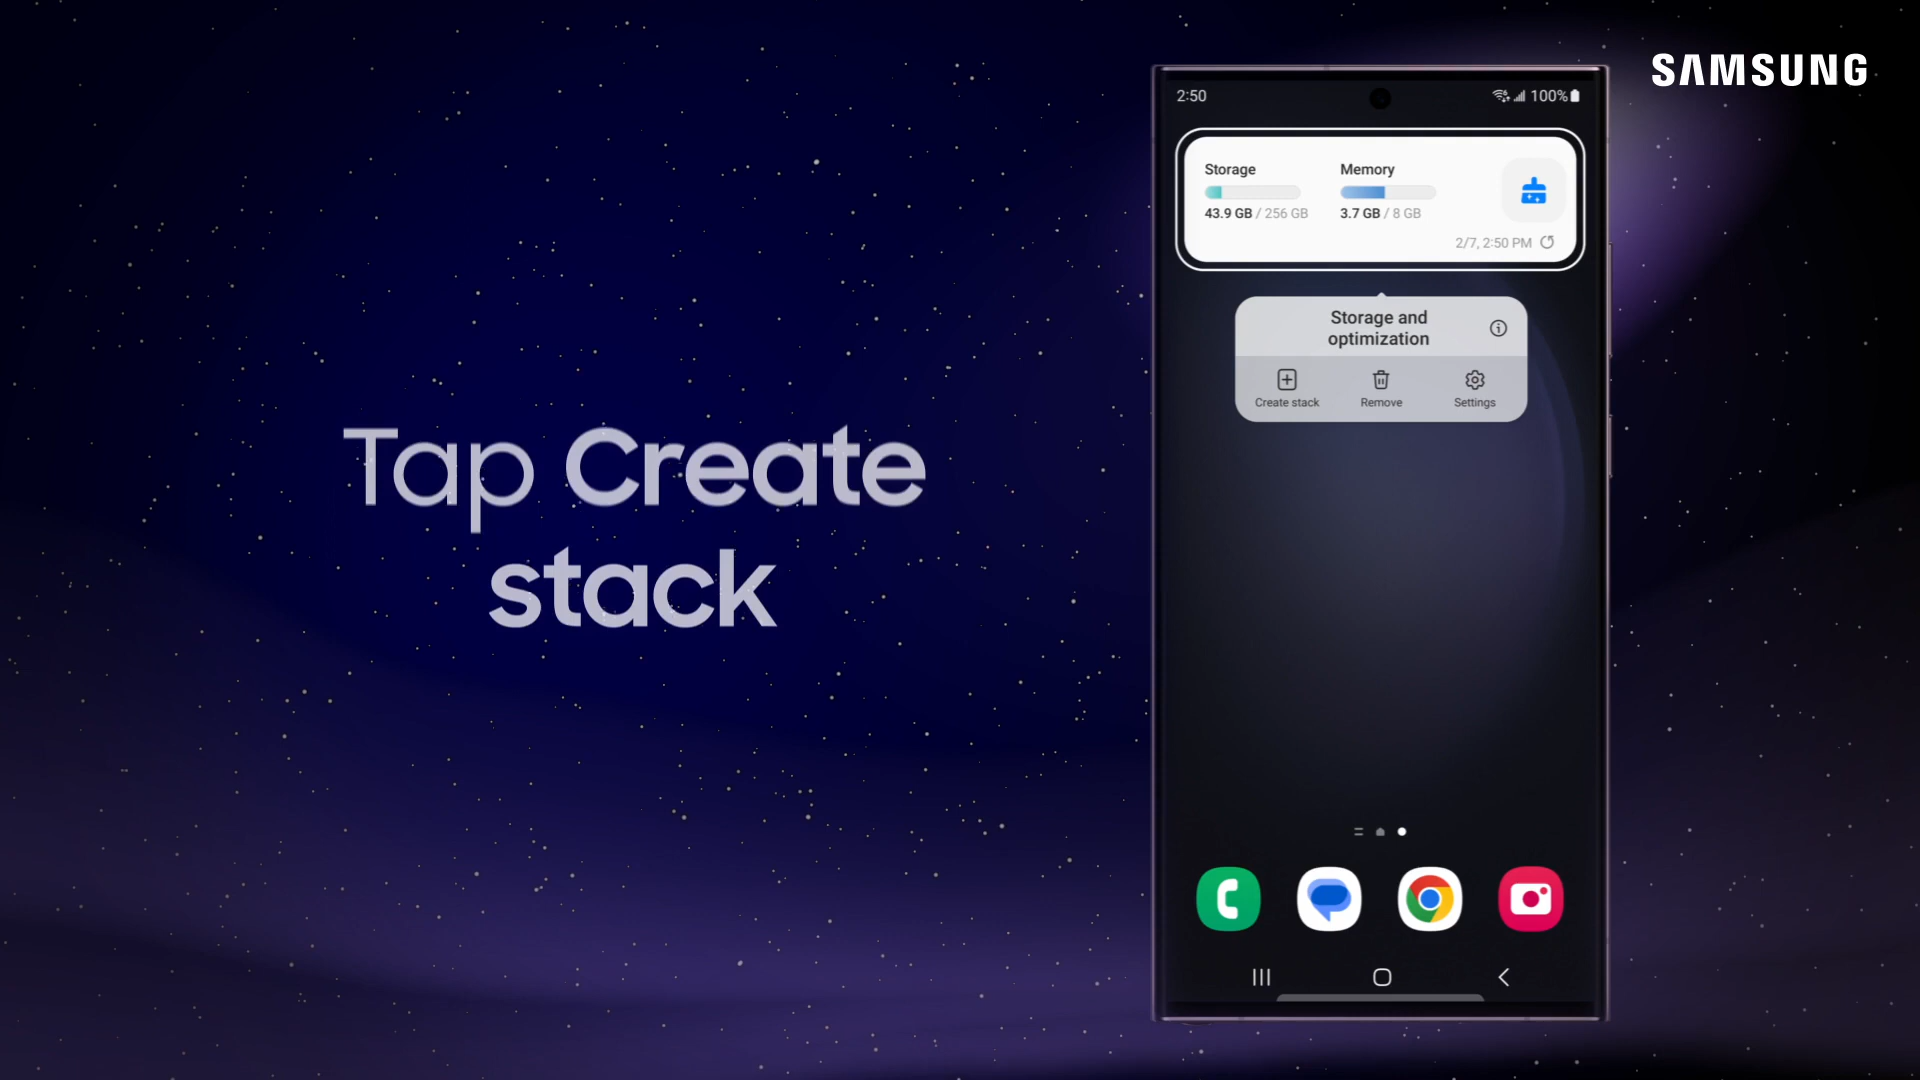 SAMSUNG
Tap Create
stack
2:50
100%
Storage
Memory
43.9 GB / 256 GB
3.7 GB / 8 GB
2/7, 2:50 PM
Storage and
optimization
Create stack
Remove
Settings